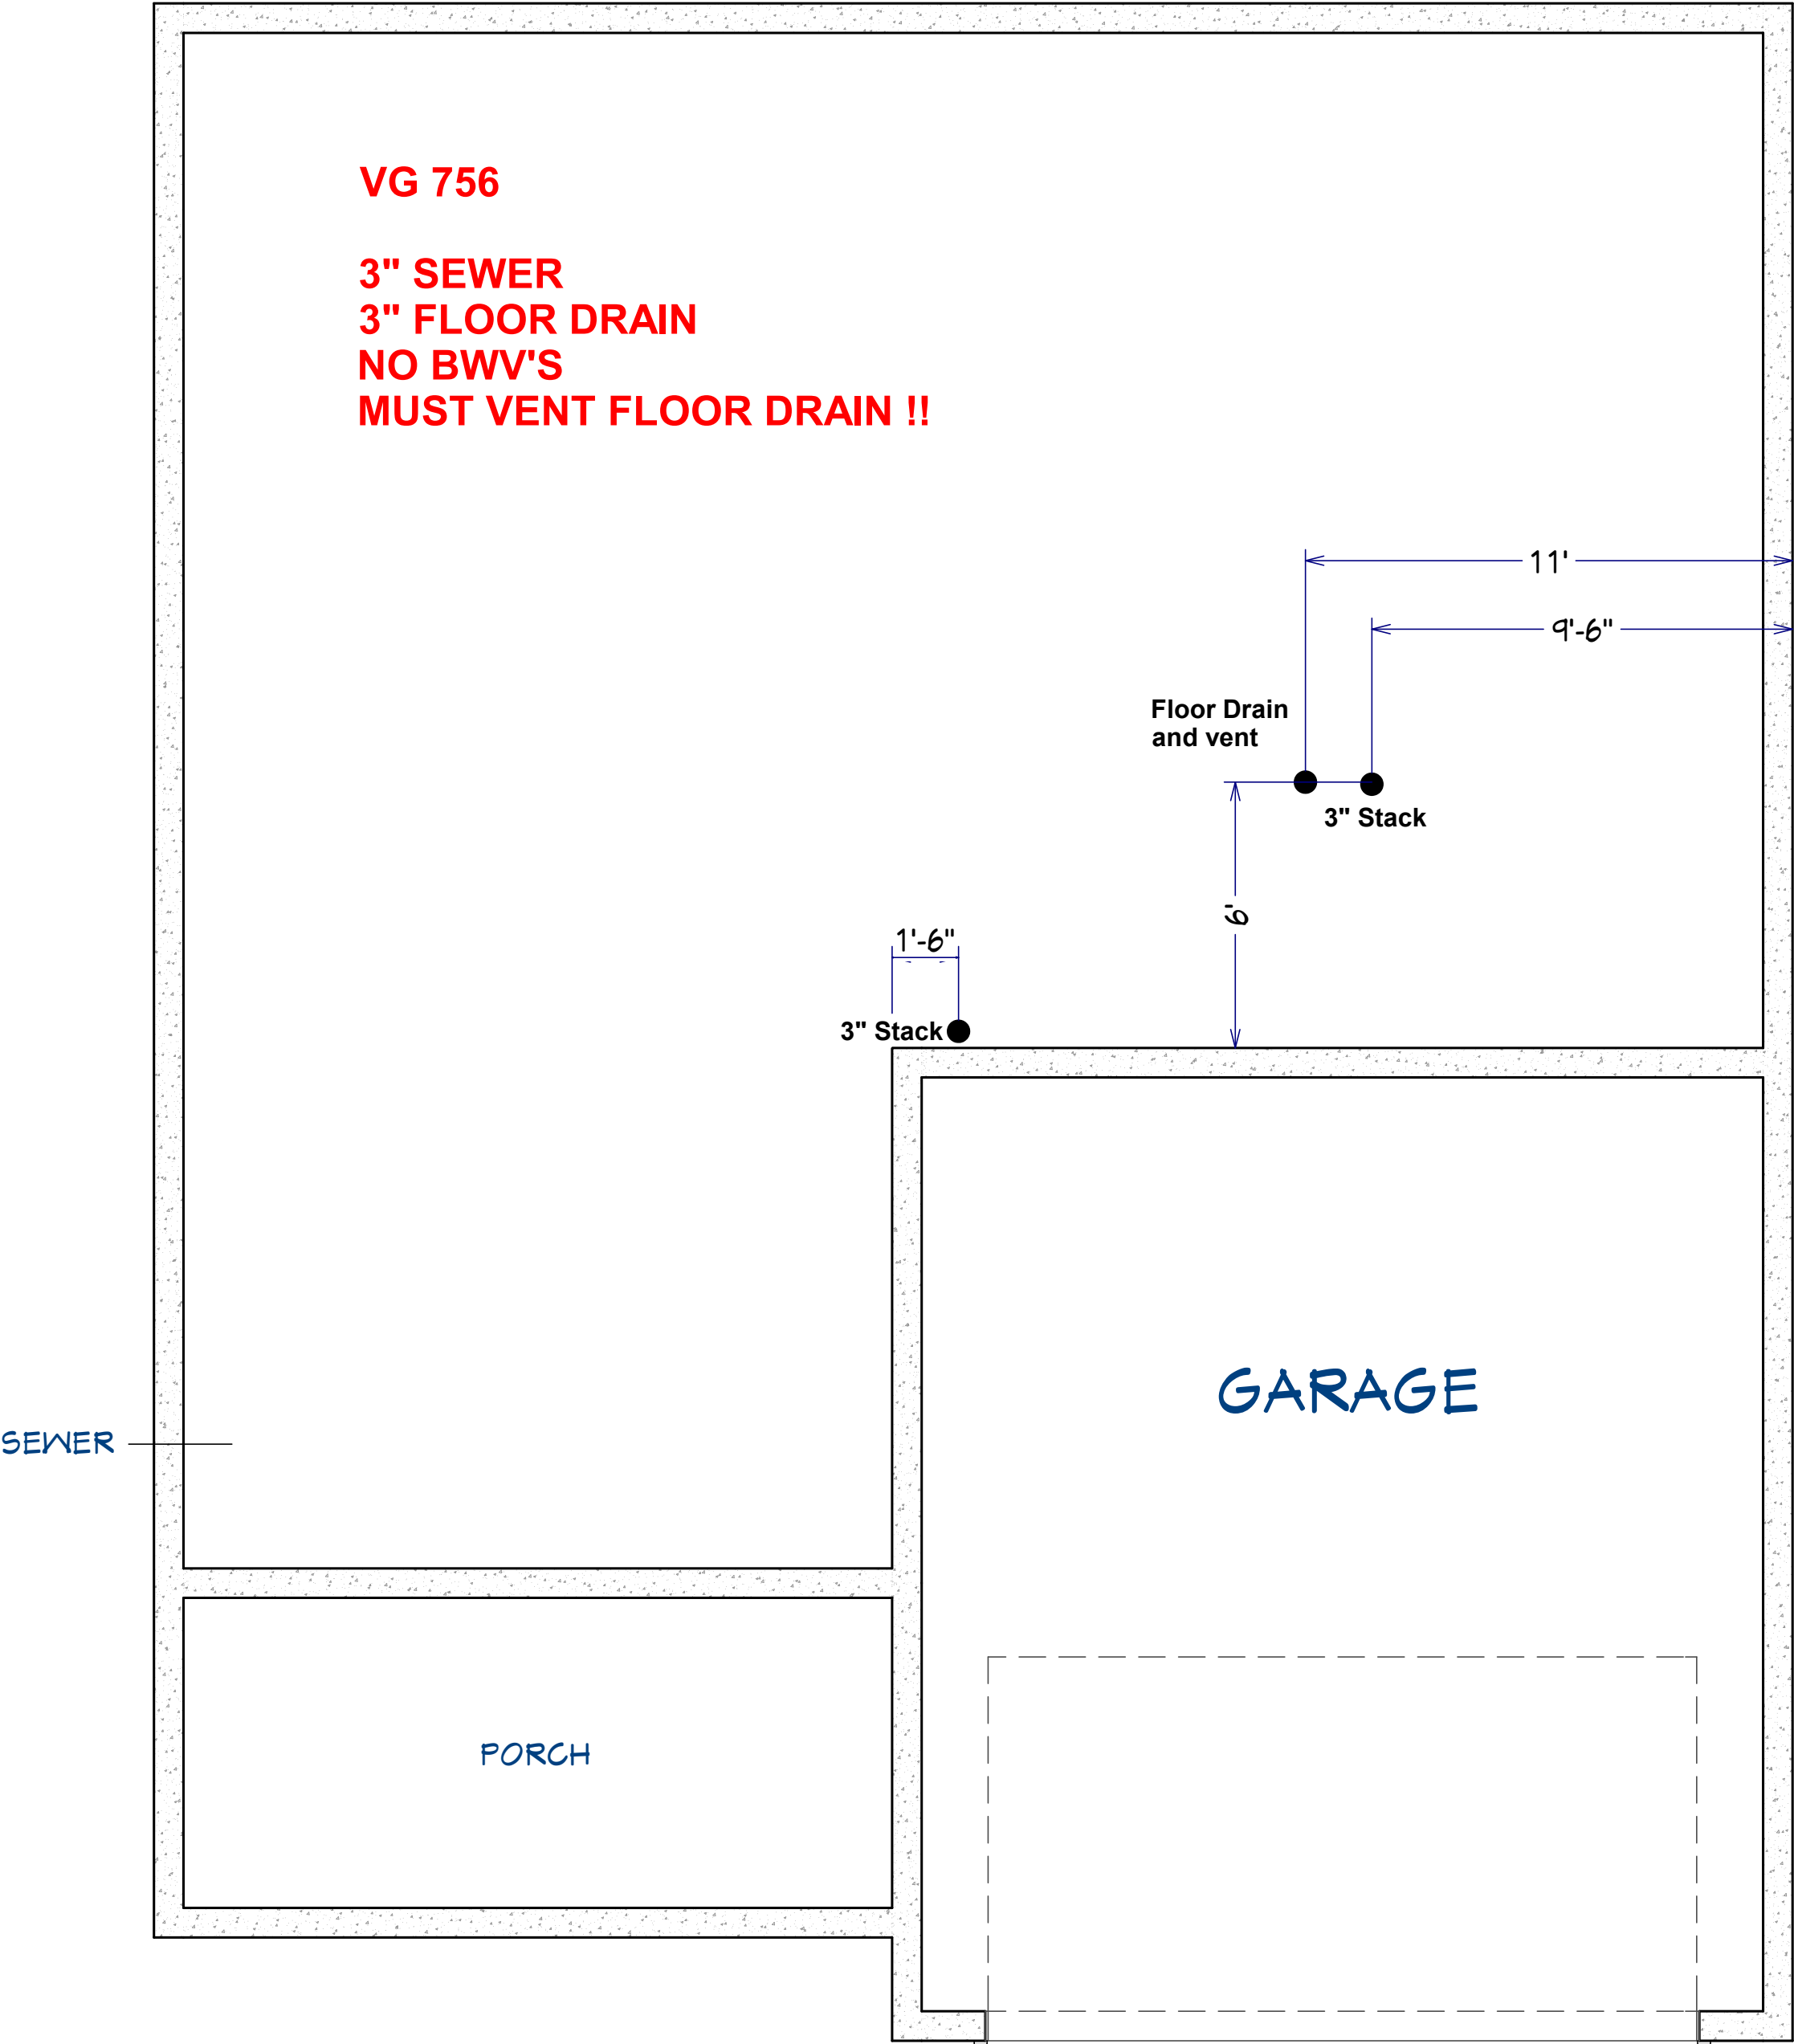 VG 756
3" SEWER
3" FLOOR DRAIN
NO BWV'S
MUST VENT FLOOR DRAIN !!
11'
9'-6"
Floor Drain
and vent
3" Stack
6'
1'-6"
3" Stack
GARAGE
SEWER
PORCH